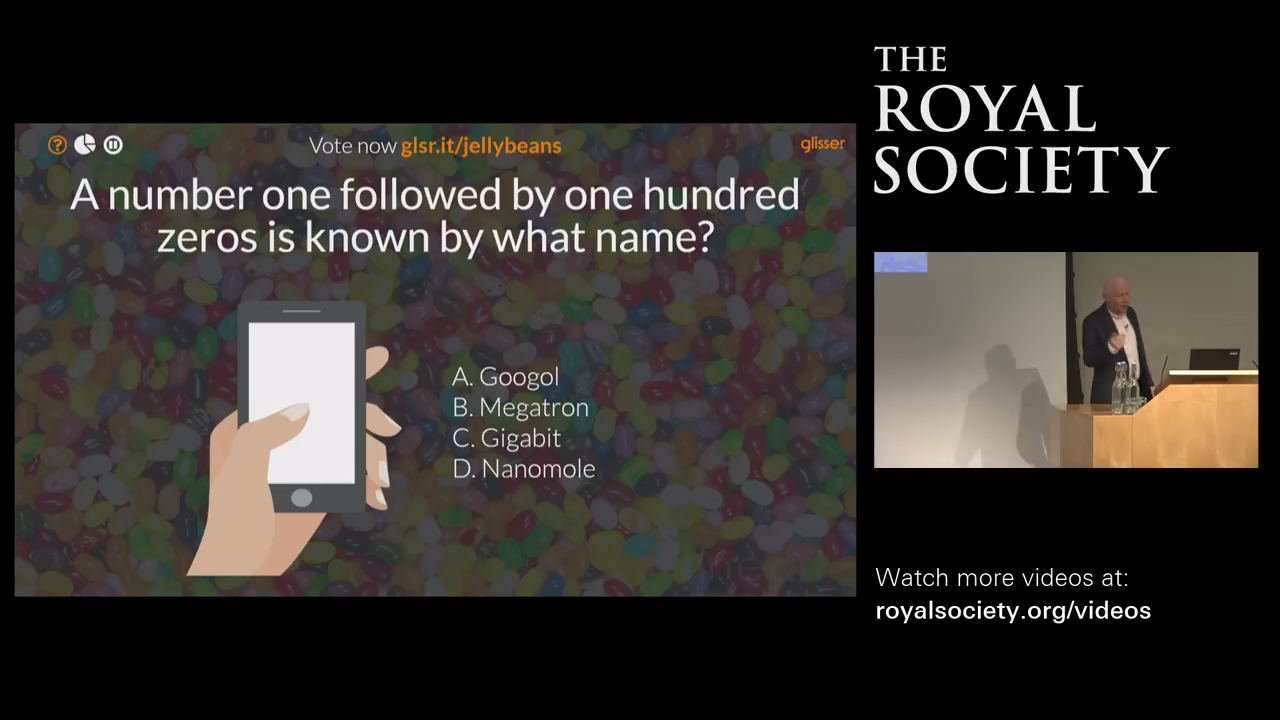 Vote now glsr.it/jellybeans
glisser
A number one followed by one hundred
zeros is known by what name?
A. Googol
B. Megatron
C. Gigabit
D. Nanomole
THE
ROYAL
SOCIETY
Watch more videos at:
royalsociety.org/videos